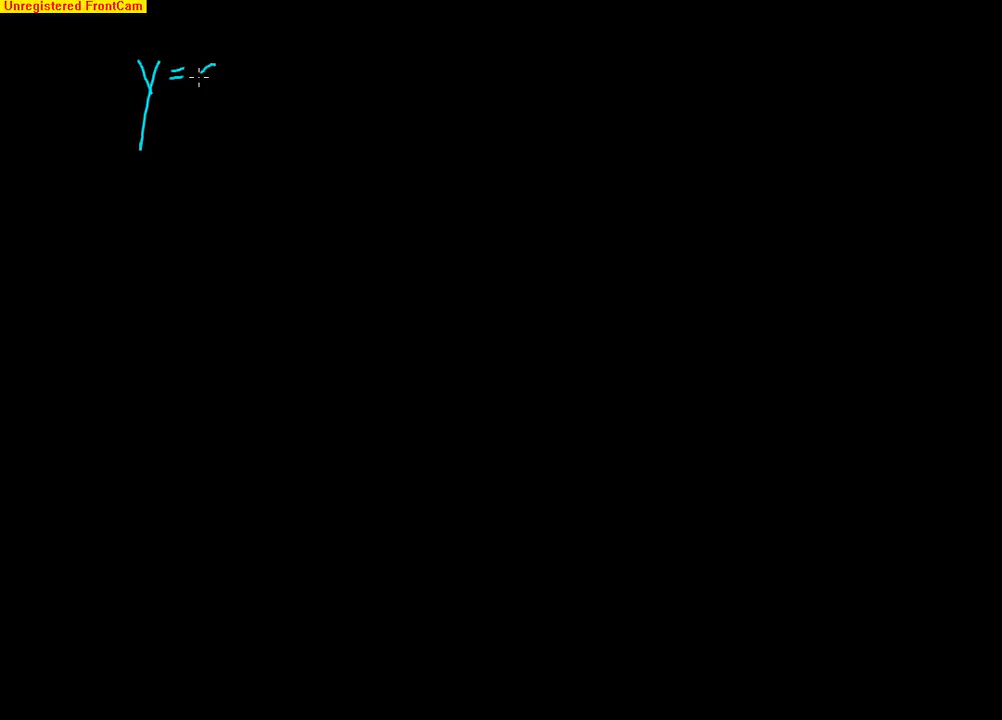 Unregistered FrontCam
y =